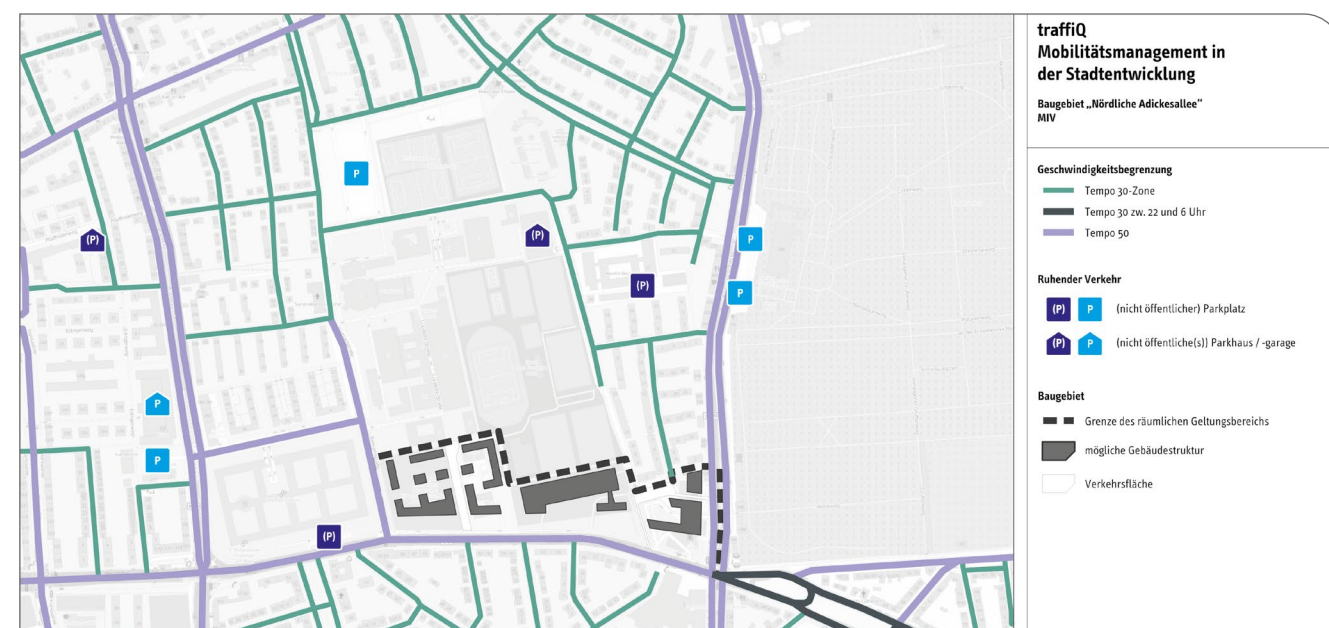 traffiQ
Mobilitätsmanagement in
der Stadtentwicklung
Baugebiet „Nördliche Adickesallee“
MIV
Geschwindigkeitsbegrenzung
Tempo 30-Zone
Tempo 30 zw. 22 und 6 Uhr
Tempo 50
Ruhender Verkehr
(P) P (nicht öffentlicher) Parkplatz
(P) P (nicht öffentliche(s)) Parkhaus / -garage
Baugebiet
Grenze des räumlichen Geltungsbereichs
mögliche Gebäudestruktur
Verkehrsfläche
P
(P)
(P)
P
(P)
P
P
P
(P)